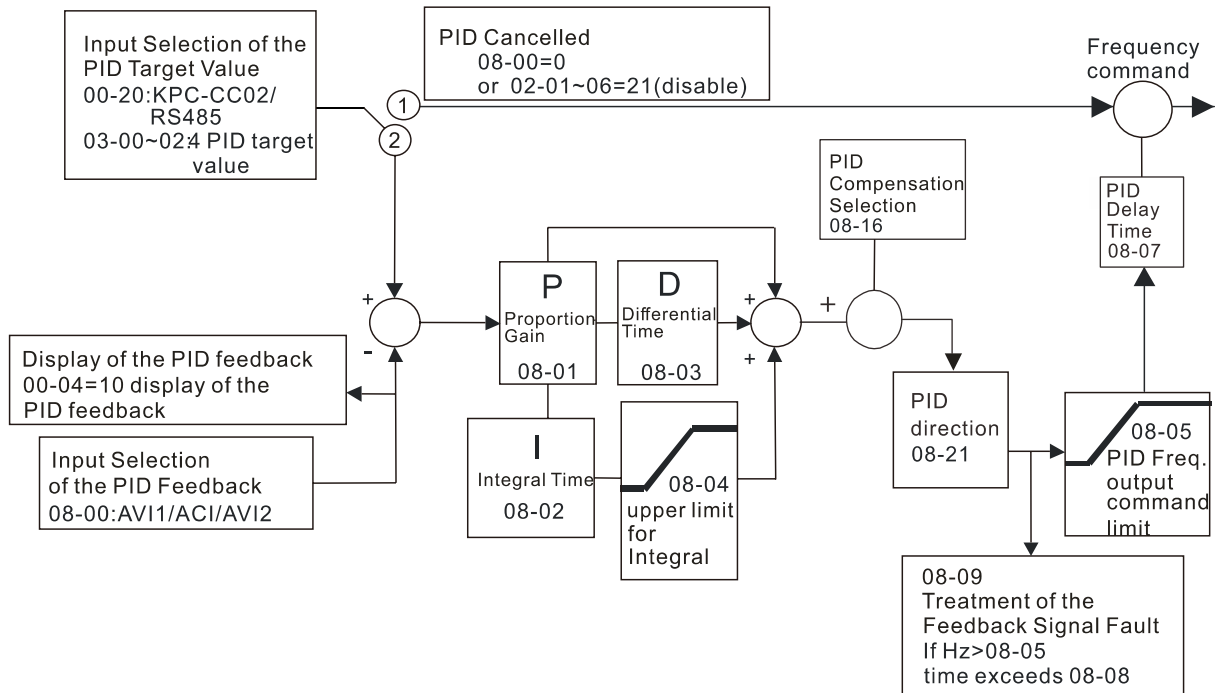 Input Selection of the
PID Target Value
00-20:KPC-CC02/
RS485
03-00~02:4 PID target
value
PID Cancelled
08-00=0
or 02-01~06=21(disable)
1
2
Frequency
command
PID
Compensation
Selection
08-16
PID
Delay
Time
08-07
+
-
P
Proportion
Gain
08-01
D
Differential
Time
08-03
+
+
+
Display of the PID feedback
00-04=10 display of the
PID feedback
Input Selection
of the PID Feedback
08-00:AVI1/ACI/AVI2
I
Integral Time
08-02
08-04
upper limit
for
Integral
PID
direction
08-21
08-05
PID Freq.
output
command
limit
08-09
Treatment of the
Feedback Signal Fault
If Hz>08-05
time exceeds 08-08